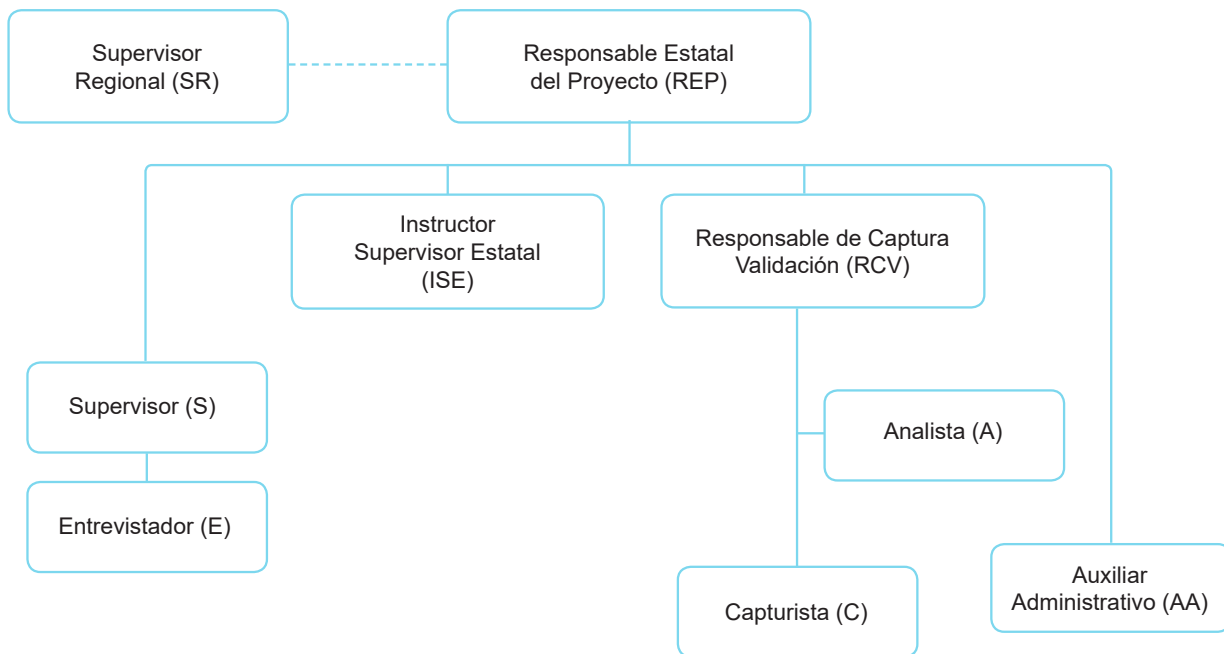 Supervisor
Regional (SR)
Responsable Estatal
del Proyecto (REP)
Instructor
Supervisor Estatal
(ISE)
Responsable de Captura
Validación (RCV)
Supervisor (S)
Analista (A)
Entrevistador (E)
Capturista (C)
Auxiliar
Administrativo (AA)